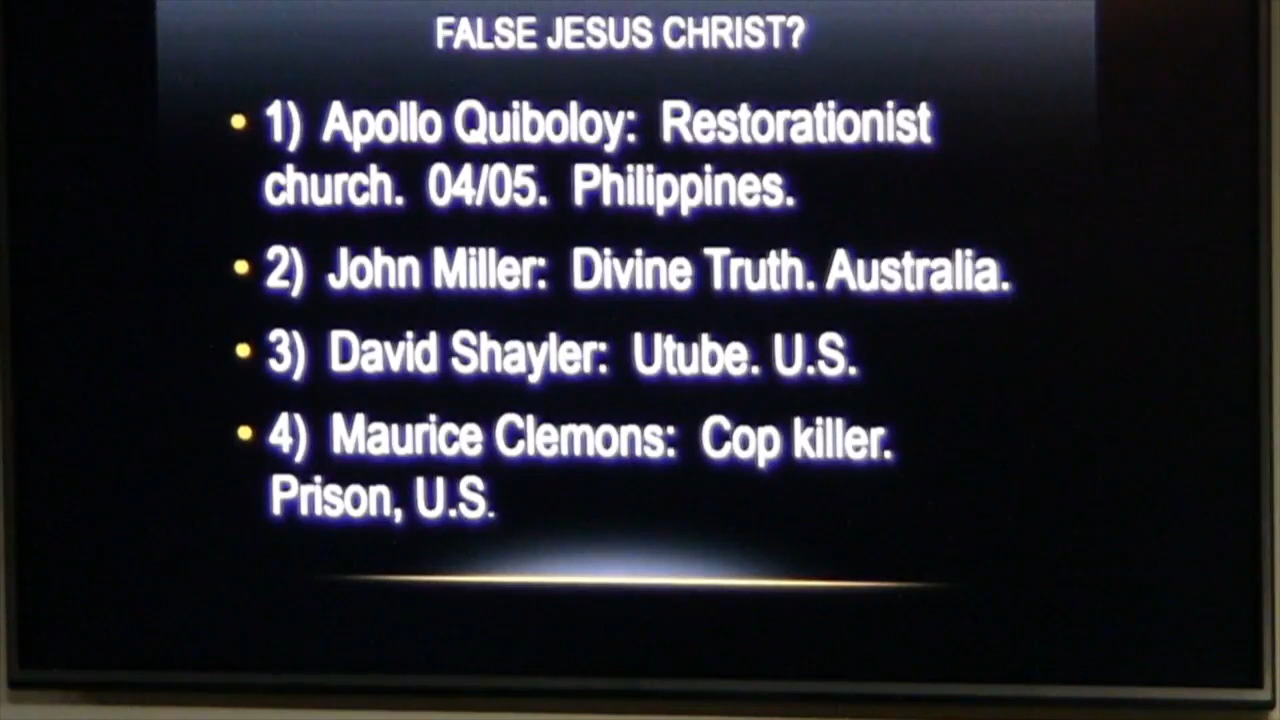 FALSE JESUS CHRIST?
• 1) Apollo Quiboloy: Restorationist
church. 04/05. Philippines.
• 2) John Miller: Divine Truth. Australia.
• 3) David Shayler: Utube. U.S.
• 4) Maurice Clemons: Cop killer.
Prison, U.S.